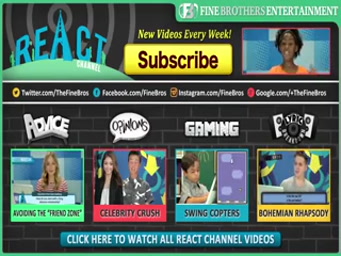 FINE BROTHERS ENTERTAINMENT
REACT
CHANNEL
New Videos Every Week!
Subscribe
Twitter.com/TheFineBros
Facebook.com/FineBros
Instagram.com/FineBros
Google.com/+TheFineBros
ADVICE
OPINIONS
GAMING
LYRIC
BREAKDOWN
AVOIDING THE "FRIEND ZONE"
CELEBRITY CRUSH
SWING COPTERS
BOHEMIAN RHAPSODY
CLICK HERE TO WATCH ALL REACT CHANNEL VIDEOS